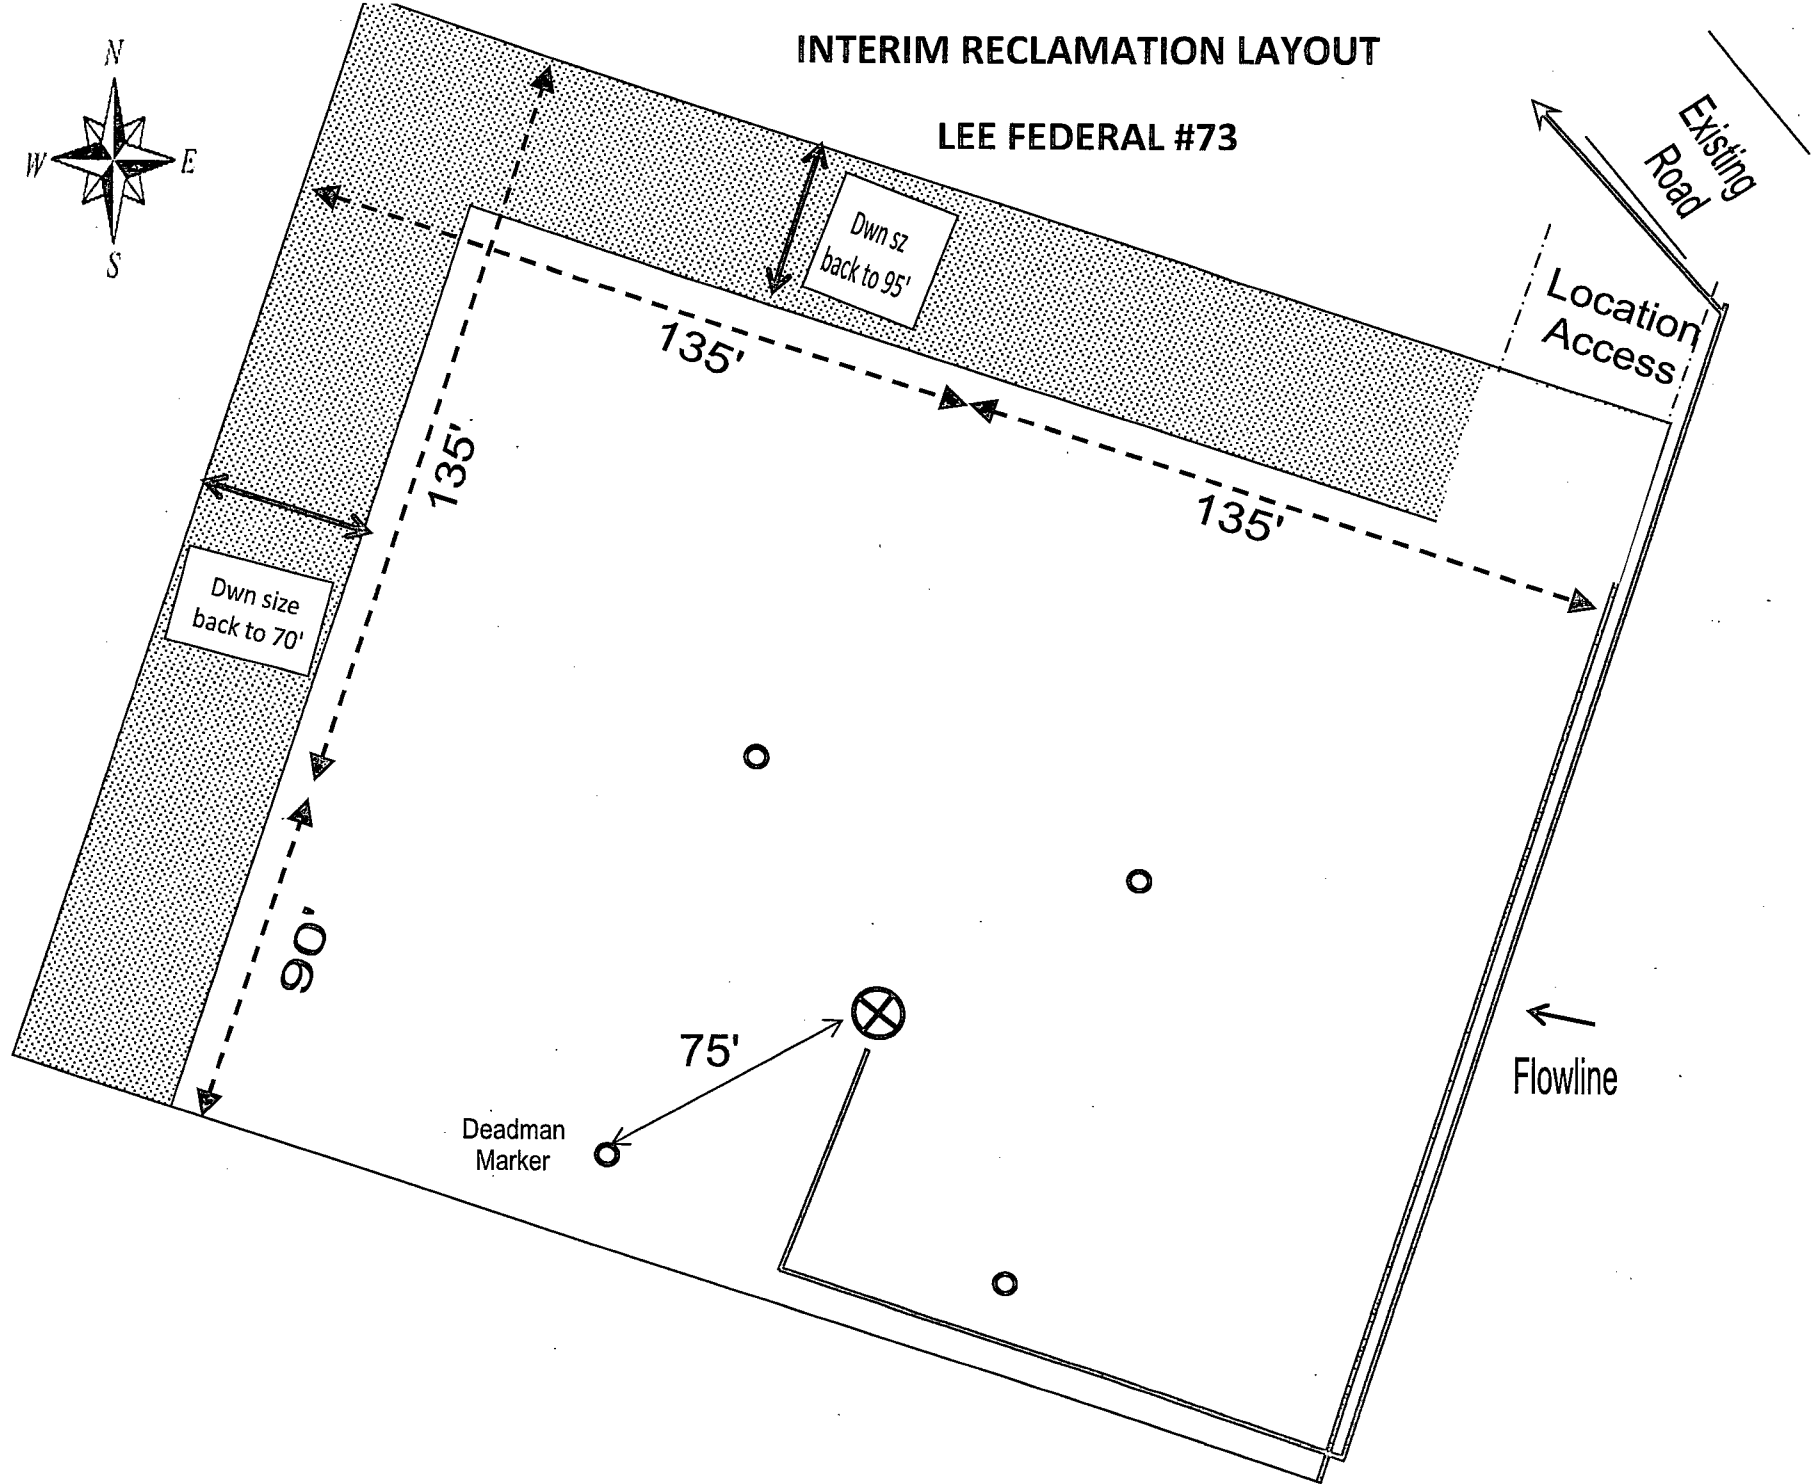 INTERIM RECLAMATION LAYOUT
LEE FEDERAL #73
N
W
E
S
Existing
Road
Location
Access
Dwn sz
back to 95'
135'
135'
135'
Dwn size
back to 70'
90'
75'
Deadman
Marker
Flowline